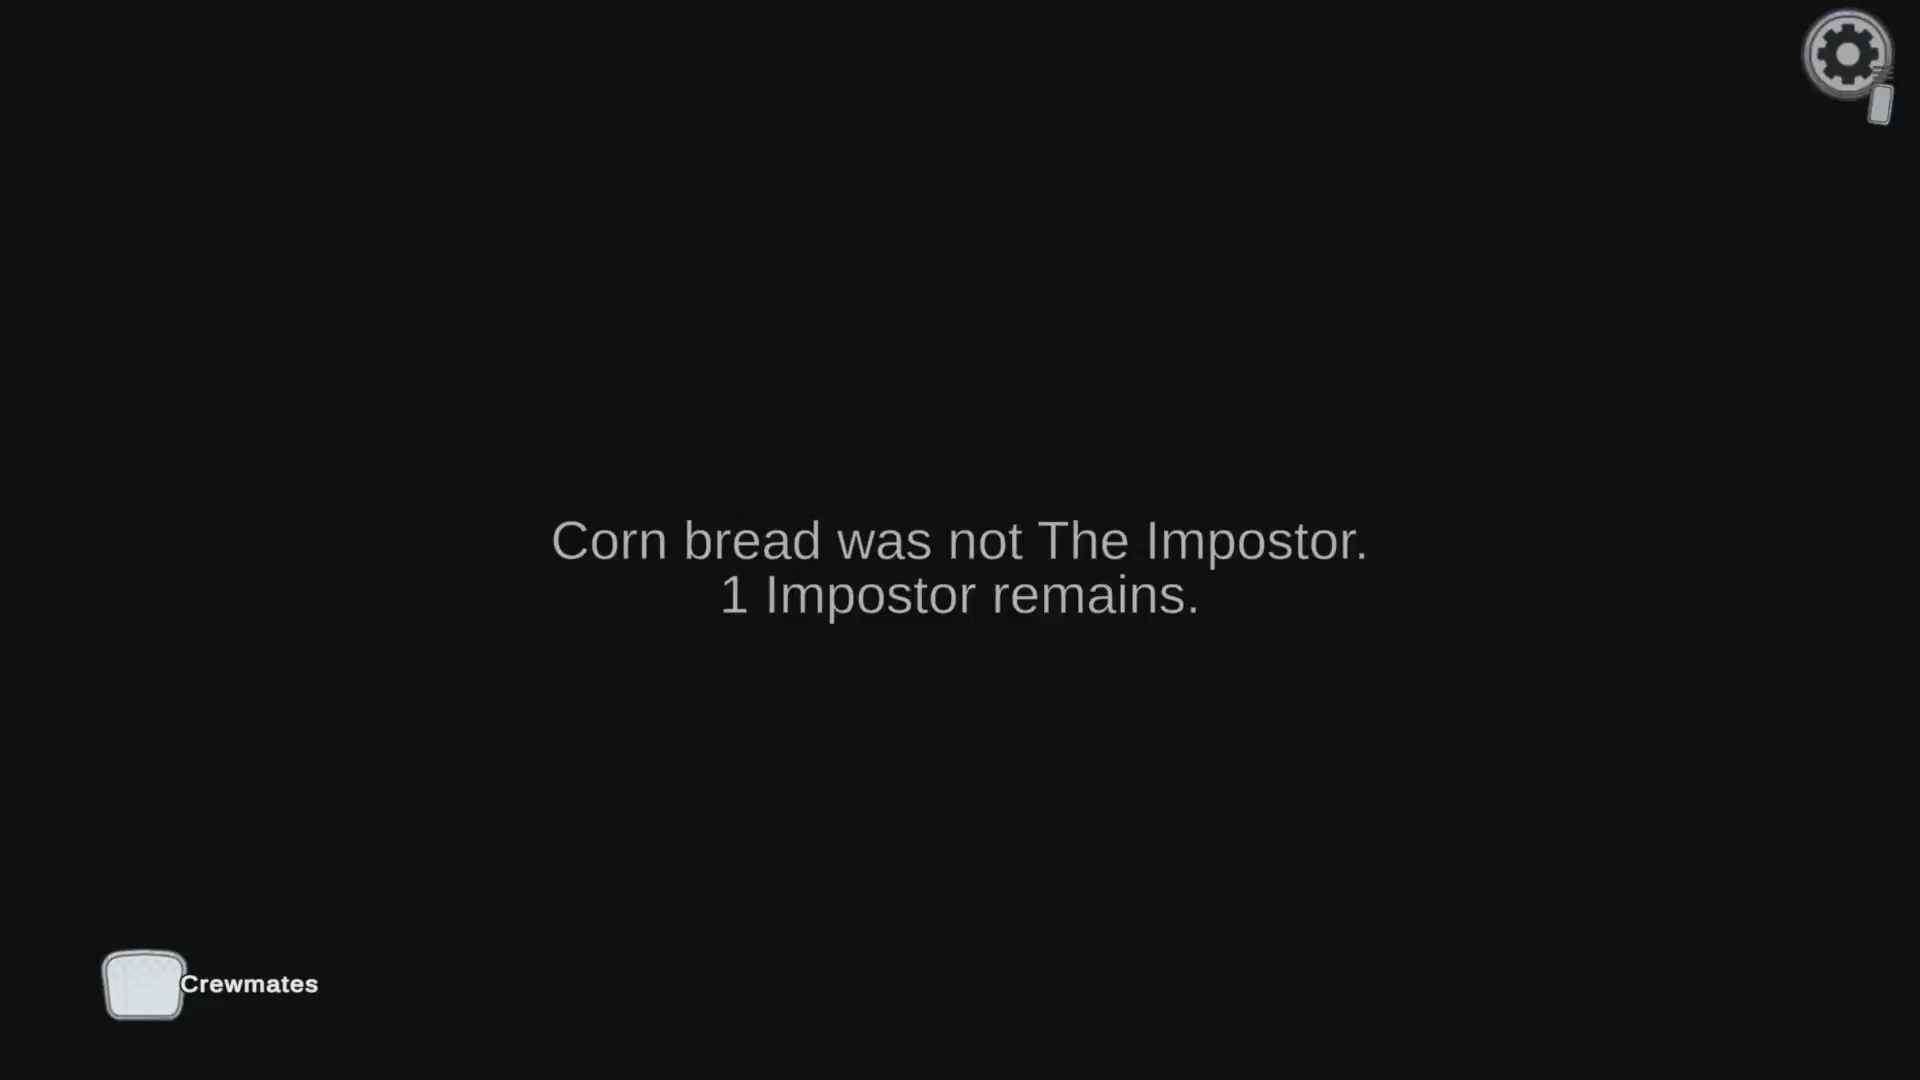 Corn bread was not The Impostor.
1 Impostor remains.
Crewmates